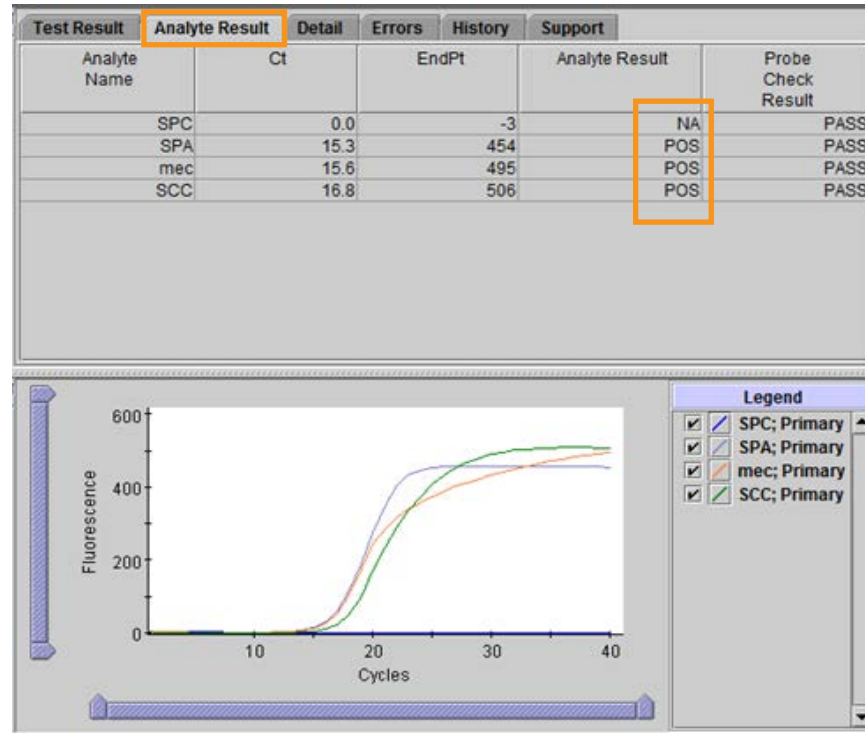 Test Result Analyte Result Detail Errors History Support
Analyte Name Ct EndPt Analyte Result Probe Check Result
SPC 0.0 -3 NA PASS
SPA 15.3 454 POS PASS
mec 15.6 495 POS PASS
SCC 16.8 506 POS PASS
Legend
SPC; Primary
SPA; Primary
mec; Primary
SCC; Primary
600
400
200
0
10 20 30 40
Fluorescence
Cycles